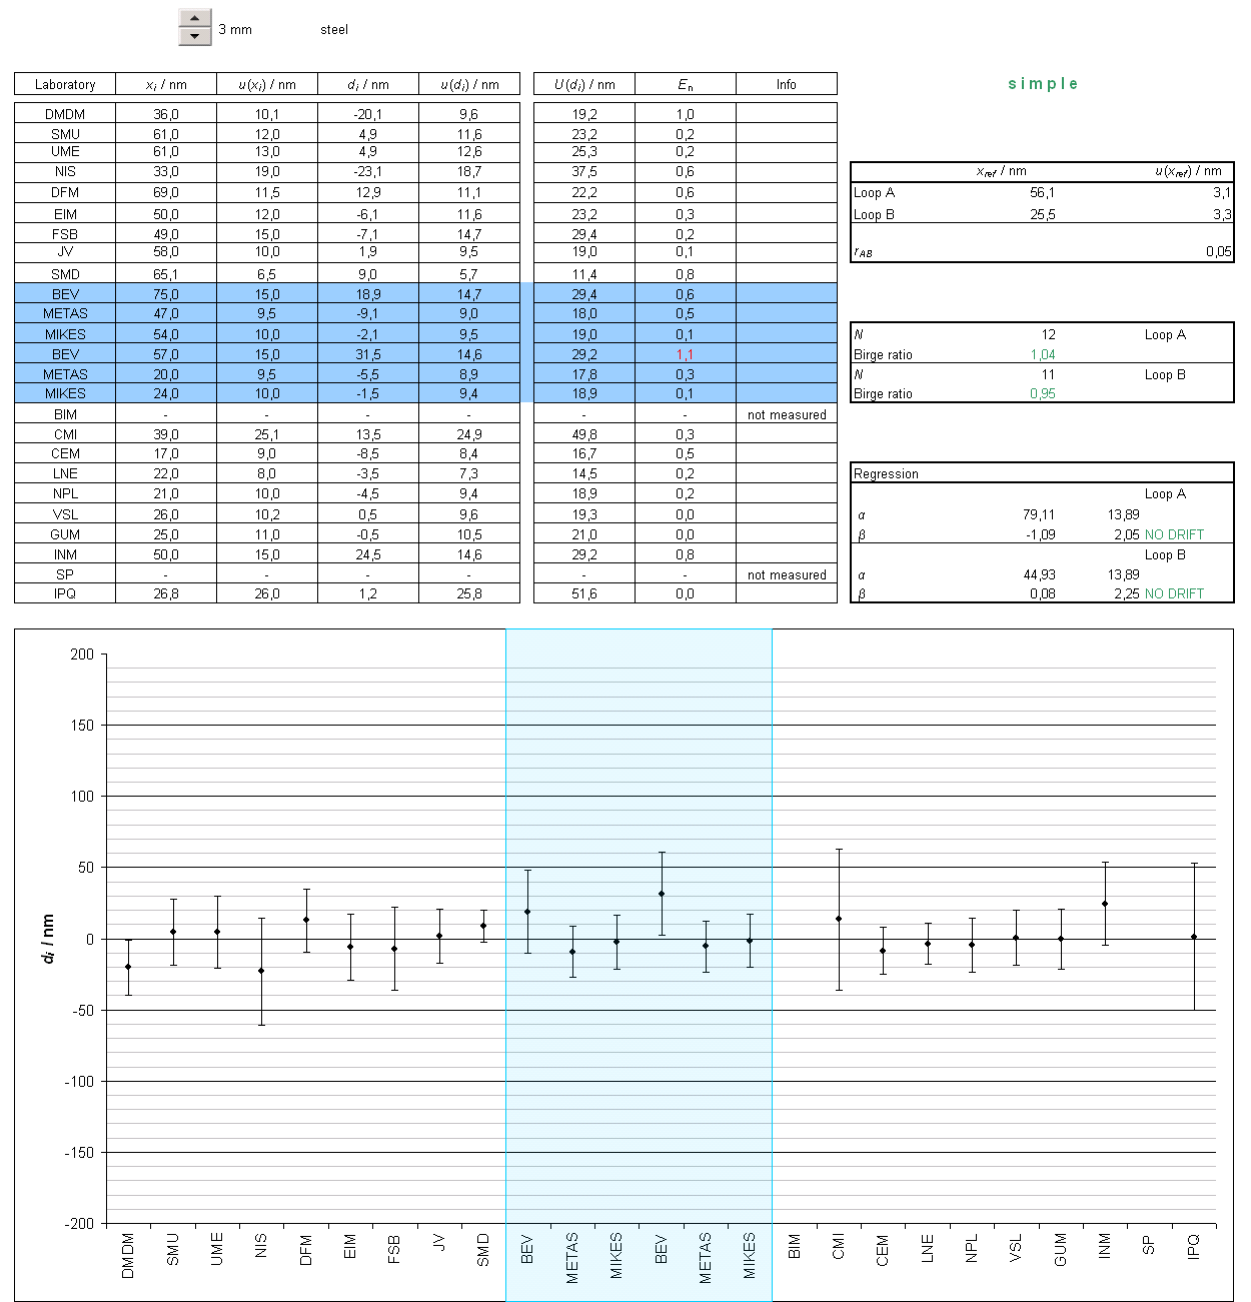 3 mm steel
Laboratory xi / nm u(xi) / nm di / nm u(di) / nm U(di) / nm En Info
simple
DMDM 36,0 10,1 -20,1 9,6 19,2 1,0
SMU 61,0 12,0 4,9 11,6 23,2 0,2
UME 61,0 13,0 4,9 12,6 25,3 0,2
NIS 33,0 19,0 -23,1 18,7 37,5 0,6
DFM 69,0 11,5 12,9 11,1 22,2 0,6
EIM 50,0 12,0 -6,1 11,6 23,2 0,3
FSB 49,0 15,0 -7,1 14,7 29,4 0,2
JV 58,0 10,0 1,9 9,5 19,0 0,1
SMD 65,1 6,5 9,0 5,7 11,4 0,8
BEV 75,0 15,0 18,9 14,7 29,4 0,6
METAS 47,0 9,5 -9,1 9,0 18,0 0,5
MIKES 54,0 10,0 -2,1 9,5 19,0 0,1
BEV 57,0 15,0 31,5 14,6 29,2 1,1
METAS 20,0 9,5 -5,5 8,9 17,8 0,3
MIKES 24,0 10,0 -1,5 9,4 18,9 0,1
BIM - - - - - - not measured
CMI 39,0 25,1 13,5 24,9 49,8 0,3
CEM 17,0 9,0 -8,5 8,4 16,7 0,5
LNE 22,0 8,0 -3,5 7,3 14,5 0,2
NPL 21,0 10,0 -4,5 9,4 18,9 0,2
VSL 26,0 10,2 0,5 9,6 19,3 0,0
GUM 25,0 11,0 -0,5 10,5 21,0 0,0
INM 50,0 15,0 24,5 14,6 29,2 0,8
SP - - - - - - not measured
IPQ 26,8 26,0 1,2 25,8 51,6 0,0
xref / nm u(xref) / nm
Loop A 56,1 3,1
Loop B 25,5 3,3
rAB 0,05
N 12 Loop A
Birge ratio 1,04
N 11 Loop B
Birge ratio 0,95
Regression
Loop A
α 79,11 13,89
β -1,09 2,05 NO DRIFT
Loop B
α 44,93 13,89
β 0,08 2,25 NO DRIFT
200
150
100
50
0
-50
-100
-150
-200
di / nm
DMDM SMU UME NIS DFM EIM FSB JV SMD BEV METAS MIKES BEV METAS MIKES BIM CMI CEM LNE NPL VSL GUM INM SP IPQ